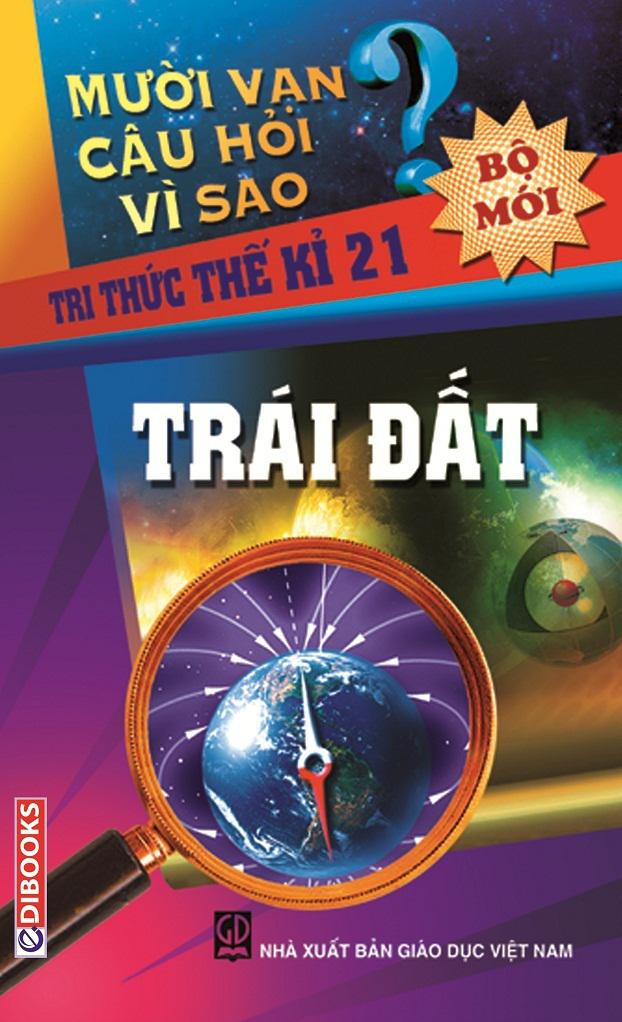 MƯỜI VẠN
CÂU HỎI
VÌ SAO
?
BỘ
MỚI
TRI THỨC THẾ KỈ 21
TRÁI ĐẤT
eDIBOOKS
GD
NHÀ XUẤT BẢN GIÁO DỤC VIỆT NAM